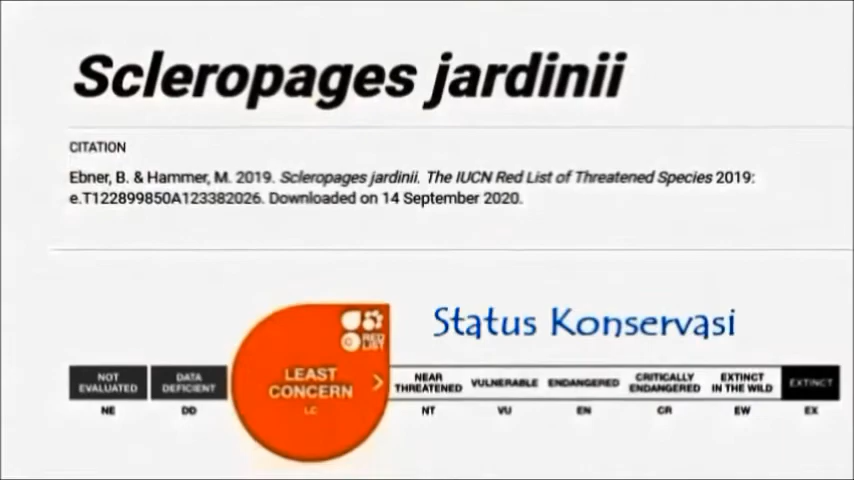 Scleropages jardinii
CITATION
Ebner, B. & Hammer, M. 2019. Scleropages jardinii. The IUCN Red List of Threatened Species 2019:
e.T122899850A123382026. Downloaded on 14 September 2020.
Status Konservasi
RED
LIST
NOT
EVALUATED
NE
DATA
DEFICIENT
DD
LEAST
CONCERN
LC
NEAR
THREATENED
NT
VULNERABLE
VU
ENDANGERED
EN
CRITICALLY
ENDANGERED
CR
EXTINCT
IN THE WILD
EW
EXTINCT
EX